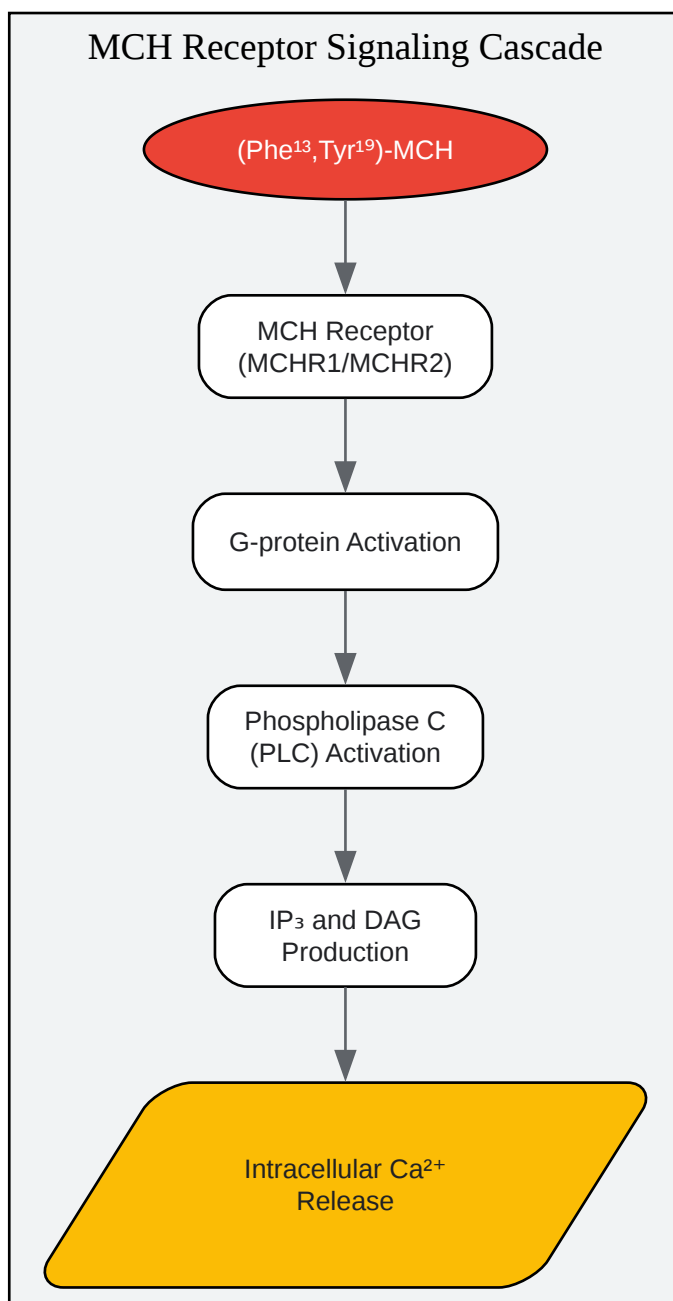 MCH Receptor Signaling Cascade
(Phe¹³,Tyr¹⁹)-MCH
MCH Receptor
(MCHR1/MCHR2)
G-protein Activation
Phospholipase C
(PLC) Activation
IP₃ and DAG
Production
Intracellular Ca²⁺
Release